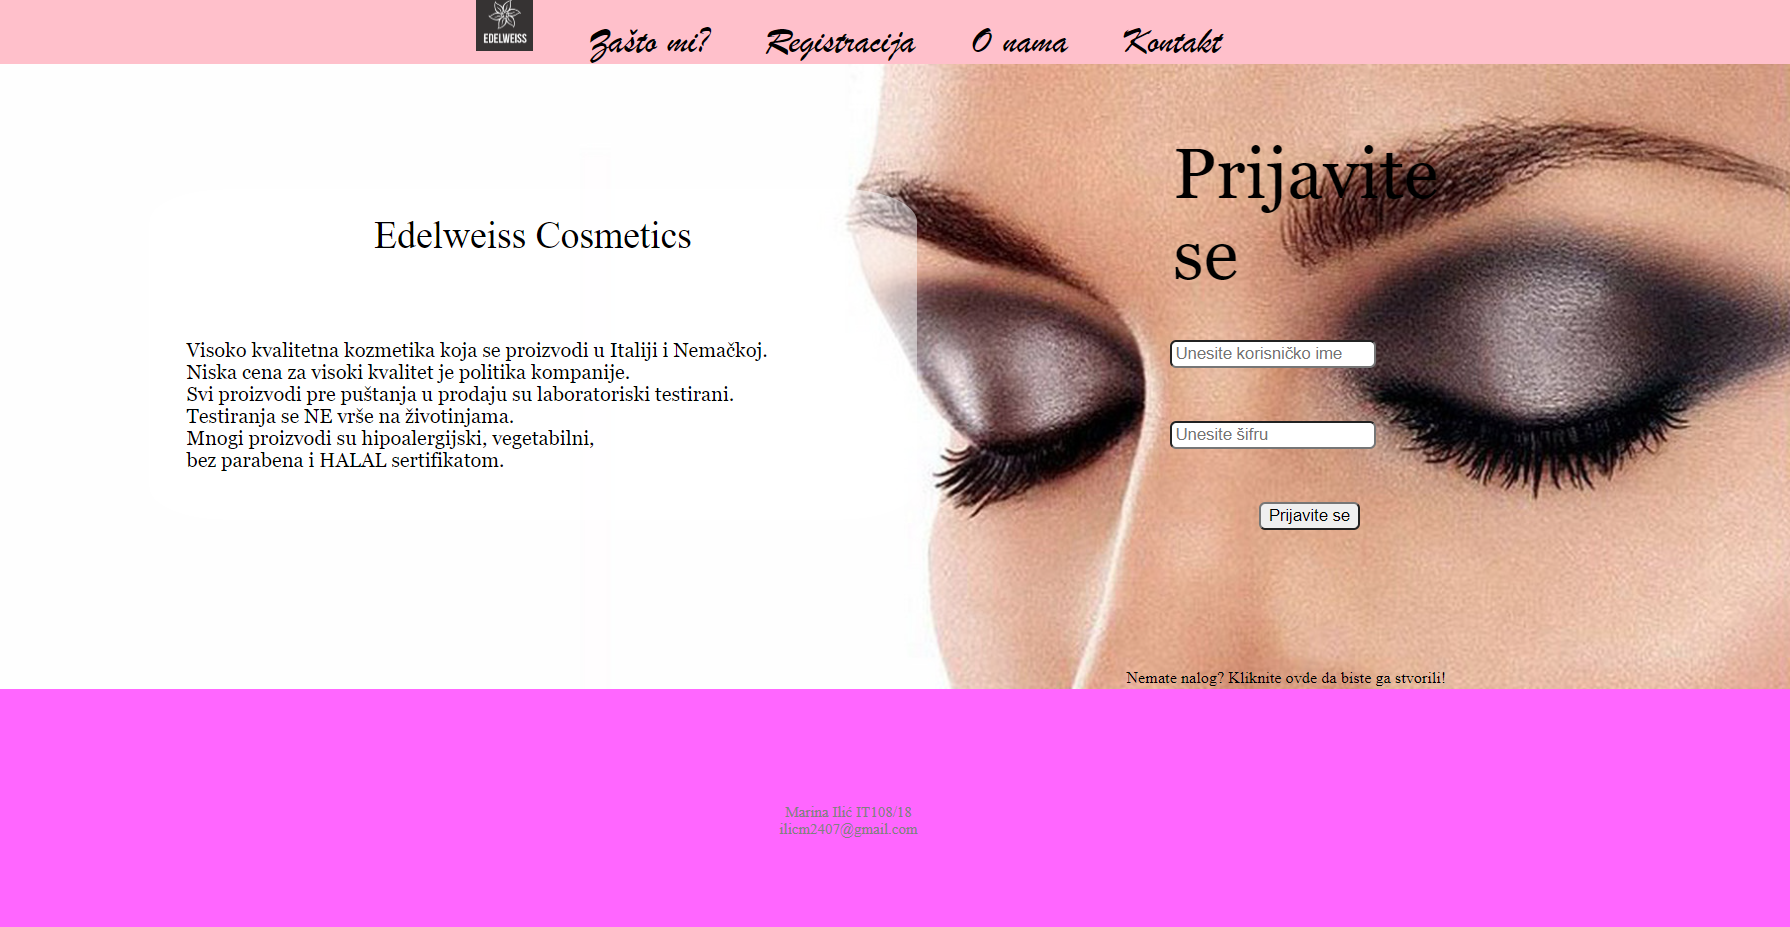 EDELWEISS
Zašto mi? Registracija O nama Kontakt
Edelweiss Cosmetics
Visoko kvalitetna kozmetika koja se proizvodi u Italiji i Nemačkoj.
Niska cena za visoki kvalitet je politika kompanije.
Svi proizvodi pre puštanja u prodaju su laboratoriski testirani.
Testiranja se NE vrše na životinjama.
Mnogi proizvodi su hipoalergijski, vegetabilni,
bez parabena i HALAL sertifikatom.
Prijavite
se
Unesite korisničko ime
Unesite šifru
Prijavite se
Nemate nalog? Kliknite ovde da biste ga stvorili!
Marina Ilić IT108/18
ilicm2407@gmail.com